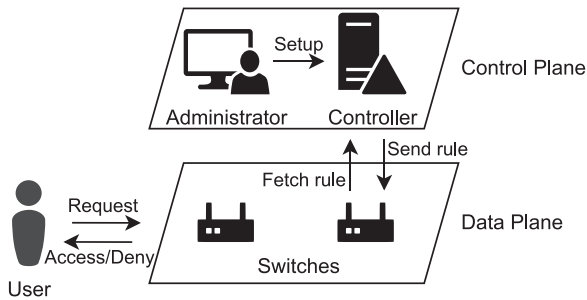 Setup
Administrator
Controller
Control Plane
Fetch rule
Send rule
Request
Access/Deny
User
Switches
Data Plane